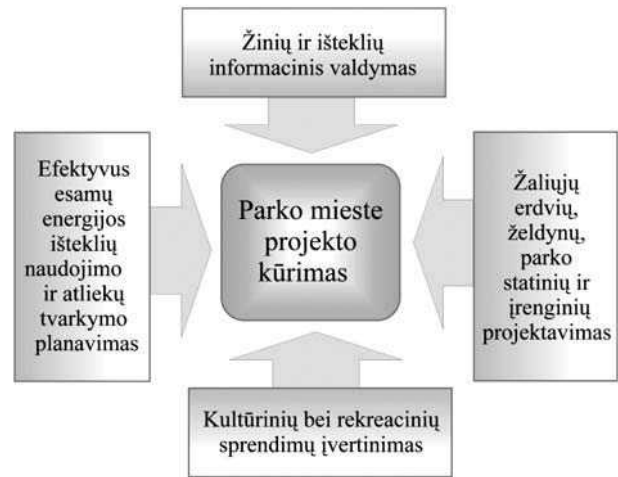 Žinių ir išteklių
informacinis valdymas
Efektyvus
esamų
energijos
išteklių
naudojimo
ir atliekų
tvarkymo
planavimas
Parko mieste
projekto
kūrimas
Žaliųjų
erdvių,
želdynų,
parko
statinių ir
įrenginių
projektavimas
Kultūrinių bei rekreacinių
sprendimų įvertinimas